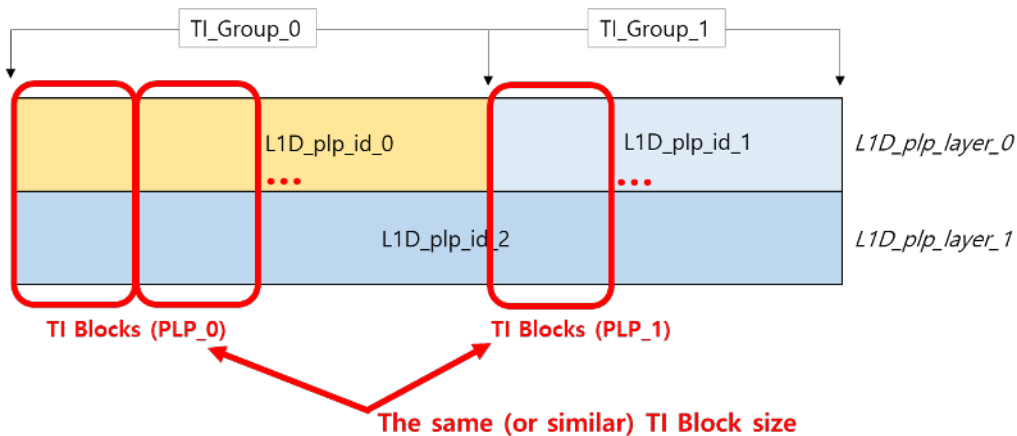 TI_Group_0
TI_Group_1
L1D_plp_id_0
L1D_plp_id_1
L1D_plp_layer_0
...
...
L1D_plp_id_2
L1D_plp_layer_1
TI Blocks (PLP_0)
TI Blocks (PLP_1)
The same (or similar) TI Block size